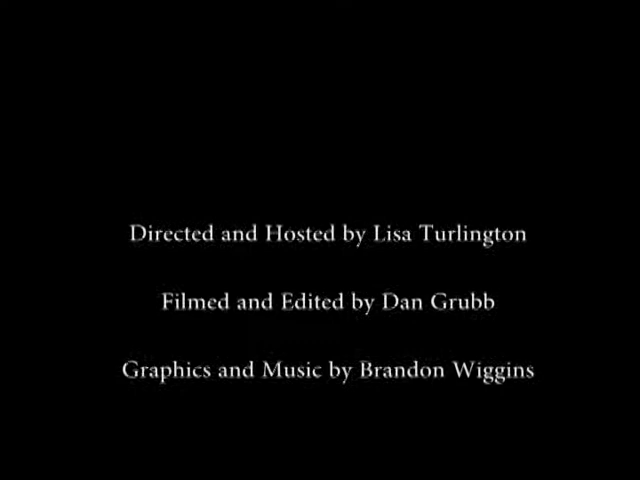 Directed and Hosted by Lisa Turlington
Filmed and Edited by Dan Grubb
Graphics and Music by Brandon Wiggins